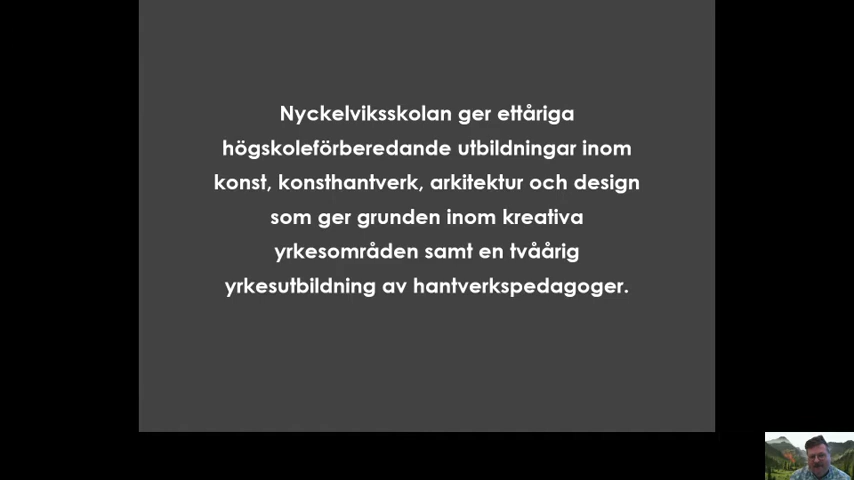 Nyckelviksskolan ger ettåriga
högskoleförberedande utbildningar inom
konst, konsthantverk, arkitektur och design
som ger grunden inom kreativa
yrkesområden samt en tvåårig
yrkesutbildning av hantverkspedagoger.